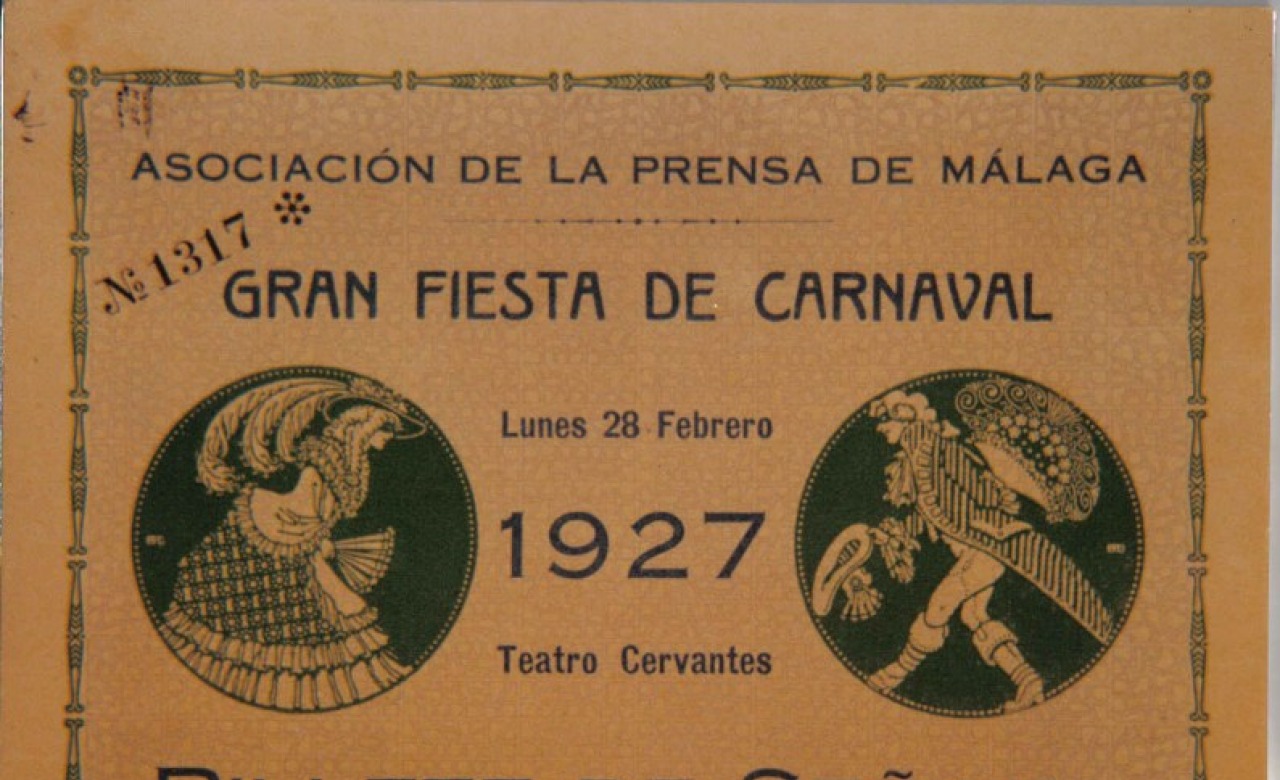 ASOCIACIÓN DE LA PRENSA DE MÁLAGA
№ 1317
GRAN FIESTA DE CARNAVAL
Lunes 28 Febrero
1927
Teatro Cervantes